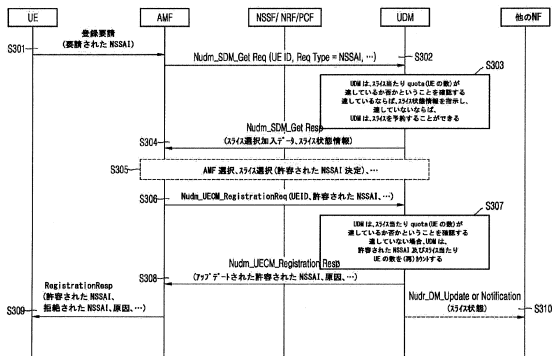 UE
AMF
NSSF/ NRF/PCF
UDM
他のNF
S301
登録要請
(要請された NSSAI)
Nudm_SDM_Get Req (UE ID, Req Type = NSSAI, …)
S302
S303
UDMは、スライス当たり quota(UE の数)が
達しているか否かということを確認する
達しているならば、スライス状態情報を指示し、
達していないならば、
UDMは、スライスを予約することができる
Nudm_SDM_Get Resp
(スライス選択加入データ、スライス状態情報)
S304
S305
AMF 選択、スライス選択(許容された NSSAI 決定)、…
S306
Nudm_UECM_RegistrationReq(UEID、許容された NSSAI、…)
S307
UDMは、スライス当たり quota(UE の数)が
達しているか否かということを確認する
達していない場合、UDMは、
許容された NSSAI 及びスライス当たり
UE の数を(再)カウントする
Nudm_UECM_Registration Resp
(アップデートされた許容された NSSAI、原因、…)
S308
RegistrationResp
(許容された NSSAI、
拒絶された NSSAI、原因、…)
S309
Nudr_DM_Update or Notification
(スライス状態)
S310